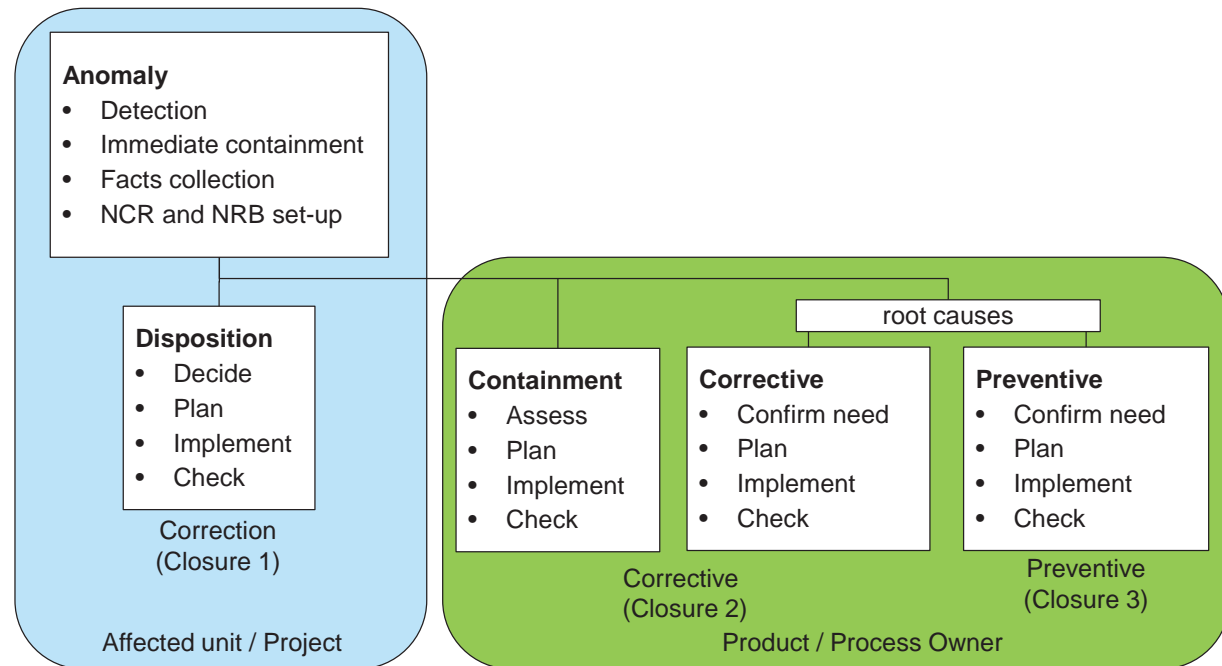 Anomaly
• Detection
• Immediate containment
• Facts collection
• NCR and NRB set-up
Disposition
• Decide
• Plan
• Implement
• Check
Correction
(Closure 1)
Affected unit / Project
root causes
Containment
• Assess
• Plan
• Implement
• Check
Corrective
• Confirm need
• Plan
• Implement
• Check
Corrective
(Closure 2)
Preventive
• Confirm need
• Plan
• Implement
• Check
Preventive
(Closure 3)
Product / Process Owner